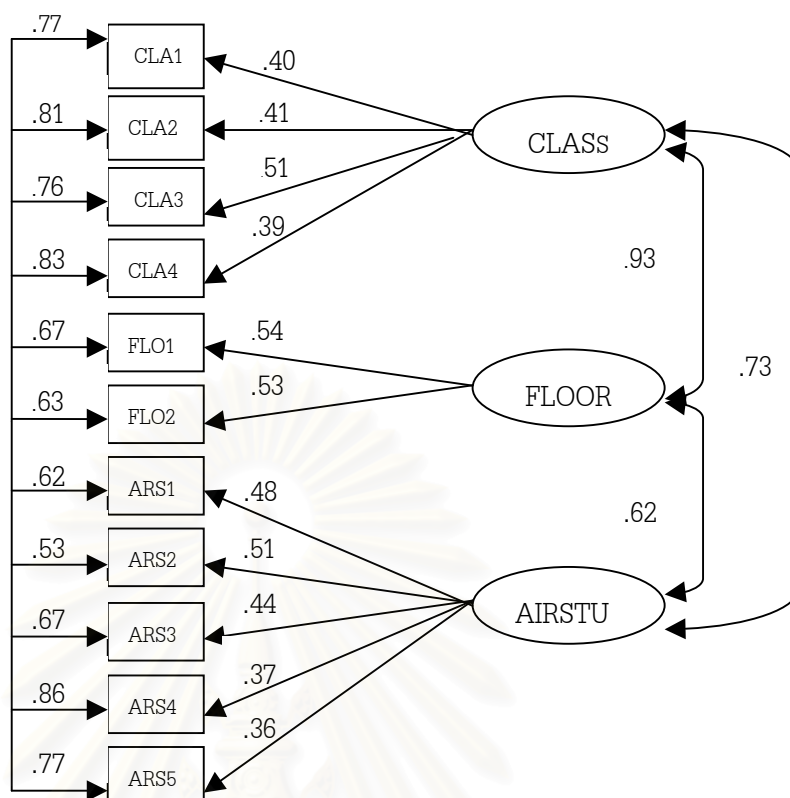 .77 CLA1 .40
.81 CLA2 .41 CLASS
.76 CLA3 .51
.83 CLA4 .39
.93
.67 FLO1 .54
.73
.63 FLO2 .53 FLOOR
.62 ARS1 .48
.62
.53 ARS2 .51
.67 ARS3 .44 AIRSTU
.86 ARS4 .37
.77 ARS5 .36